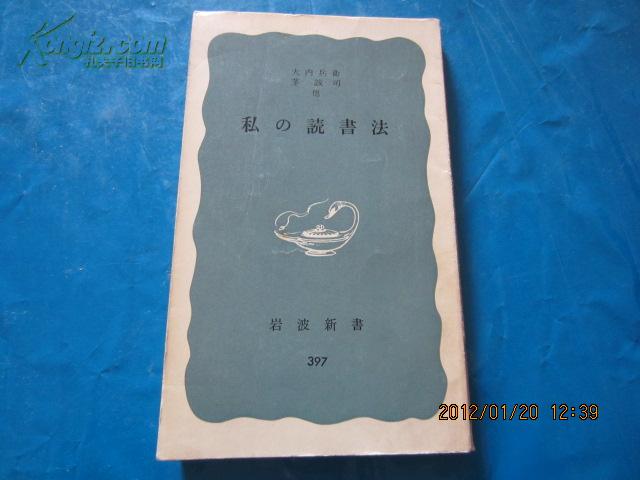 Kongfz.com
孔夫子旧书网
大内兵衛
茅誠司
他
私の読書法
岩波新書
397
2012/01/20 12:39